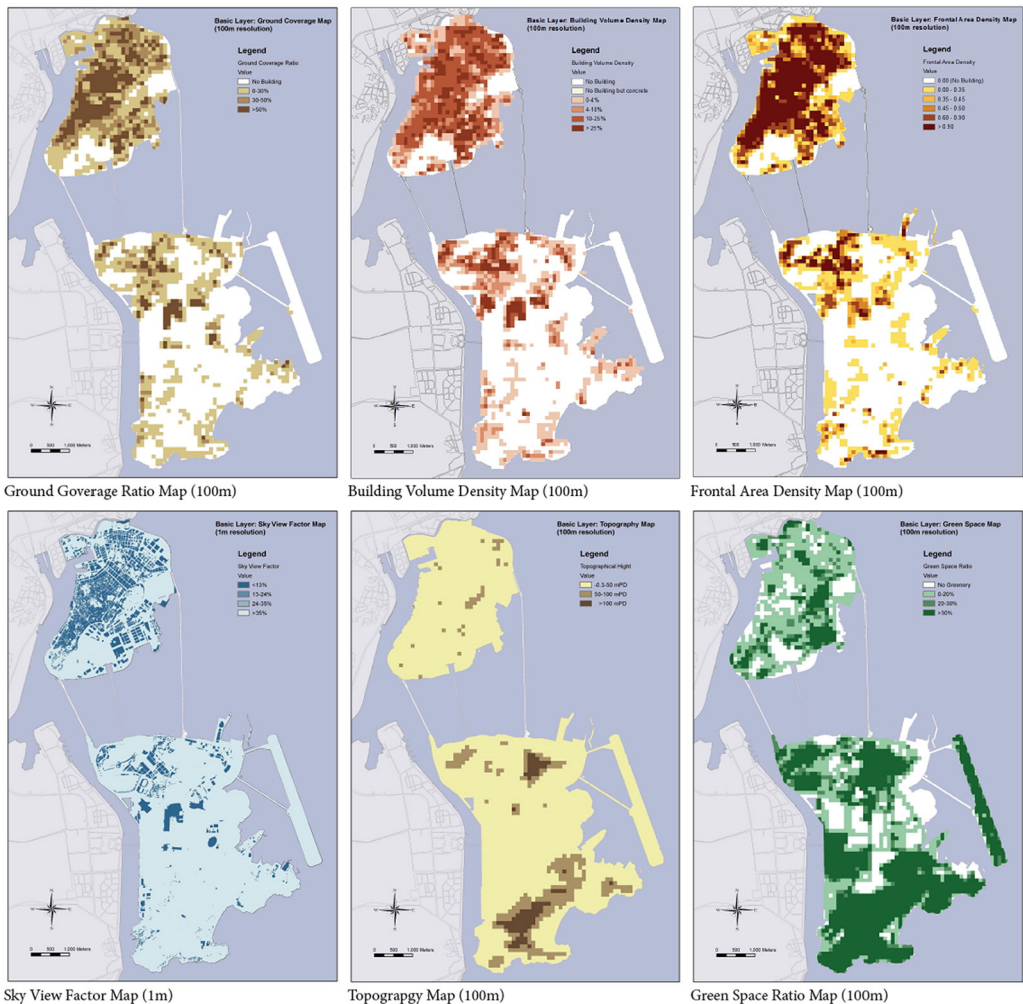 Basic Layer: Ground Coverage Map
(100m resolution)
Legend
Ground Coverage Ratio
Value
No Building
0-30%
30-50%
>50%
0 500 1,000 Meters
Ground Goverage Ratio Map (100m)
Basic Layer: Building Volume Density Map
(100m resolution)
Legend
Building Volume Density
Value
No Building
No Building but concrete
0-4%
4-10%
10-25%
> 25%
0 500 1,000 Meters
Building Volume Density Map (100m)
Basic Layer: Frontal Area Density Map
(100m resolution)
Legend
Frontal Area Density
Value
0.00 (No Building)
0.00 - 0.35
0.35 - 0.45
0.45 - 0.50
0.60 - 0.90
> 0.90
0 500 1,000 Meters
Frontal Area Density Map (100m)
Basic Layer: Sky View Factor Map
(1m resolution)
Legend
Sky View Factor
Value
<13%
13-24%
24-35%
>35%
0 500 1,000 Meters
Sky View Factor Map (1m)
Basic Layer: Topography Map
(100m resolution)
Legend
Topographical Hight
Value
-0.3-50 mPD
50-100 mPD
>100 mPD
0 500 1,000 Meters
Topograpgy Map (100m)
Basic Layer: Green Space Map
(100m resolution)
Legend
Green Space Ratio
Value
No Greenery
0-20%
20-30%
>30%
0 500 1,000 Meters
Green Space Ratio Map (100m)